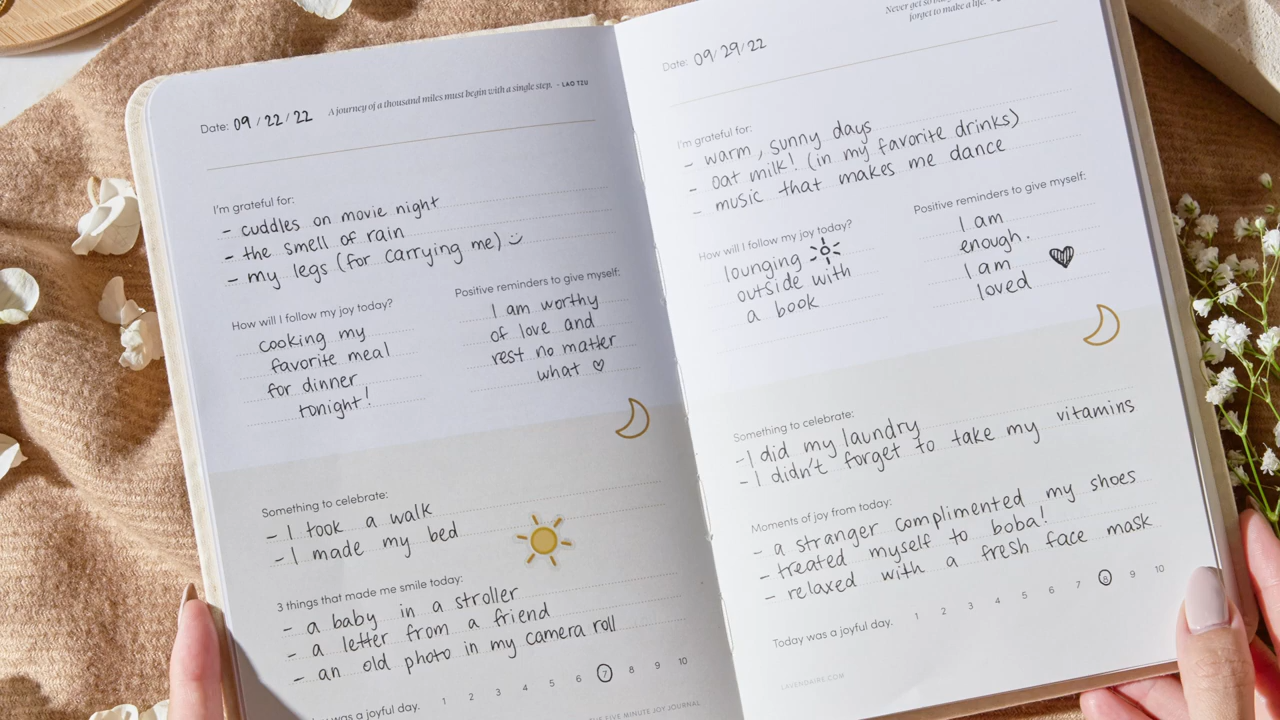 Date: 09/22/22
A journey of a thousand miles must begin with a single step. - LAO TZU
I'm grateful for:
- cuddles on movie night
- the smell of rain
- my legs (for carrying me)
How will I follow my joy today?
cooking my
favorite meal
for dinner
tonight!
Positive reminders to give myself:
I am worthy
of love and
rest no matter
what ♡
Something to celebrate:
- I took a walk
- I made my bed
3 things that made me smile today:
- a baby in a stroller
- a letter from a friend
- an old photo in my camera roll
was a joyful day. 1 2 3 4 5 6 7 8 9 10
THE FIVE MINUTE JOY JOURNAL
Date: 09/29/22
Never get so
forget to make a life.
I'm grateful for:
- warm, sunny days
- oat milk! (in my favorite drinks)
- music that makes me dance
How will I follow my joy today?
lounging
outside with
a book
Positive reminders to give myself:
I am
enough.
I am
loved
Something to celebrate:
- I did my laundry
- I didn't forget to take my vitamins
Moments of joy from today:
- a stranger complimented my shoes
- treated myself to boba!
- relaxed with a fresh face mask
Today was a joyful day. 1 2 3 4 5 6 7 8 9 10
LAVENDAIRE.COM